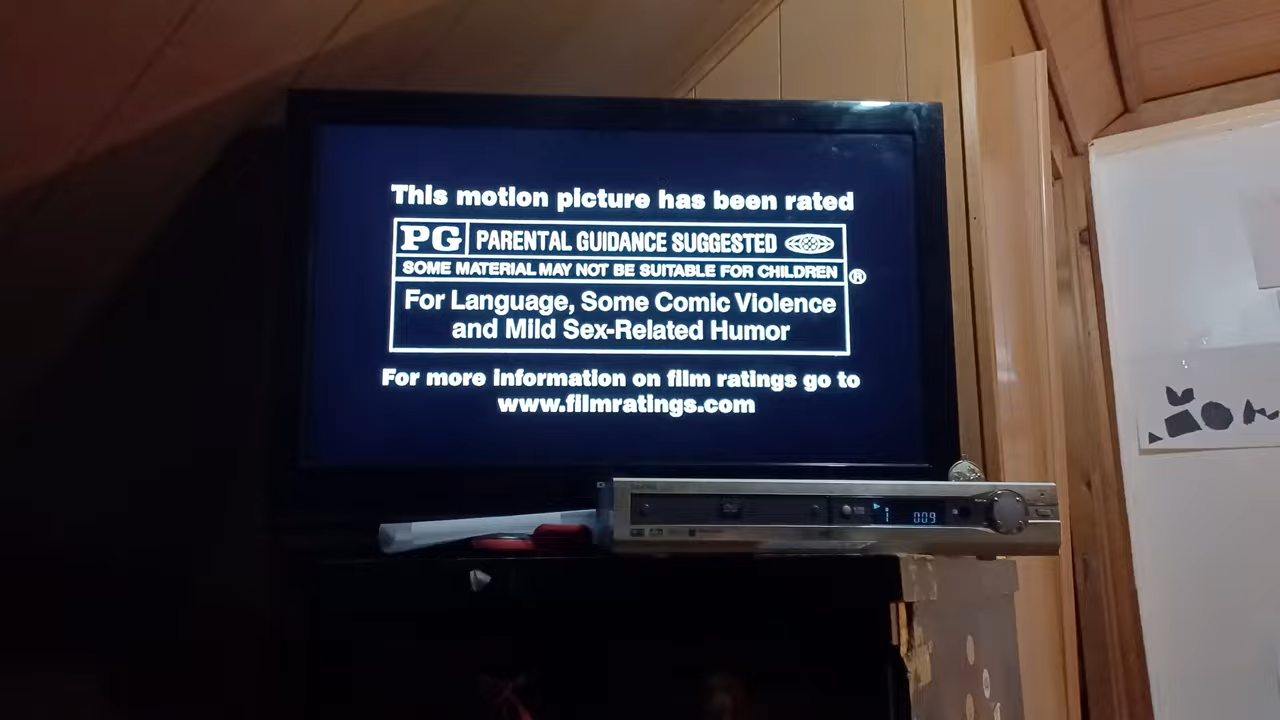 This motion picture has been rated
PG PARENTAL GUIDANCE SUGGESTED
SOME MATERIAL MAY NOT BE SUITABLE FOR CHILDREN ®
For Language, Some Comic Violence
and Mild Sex-Related Humor
For more information on film ratings go to
www.filmratings.com
1 009